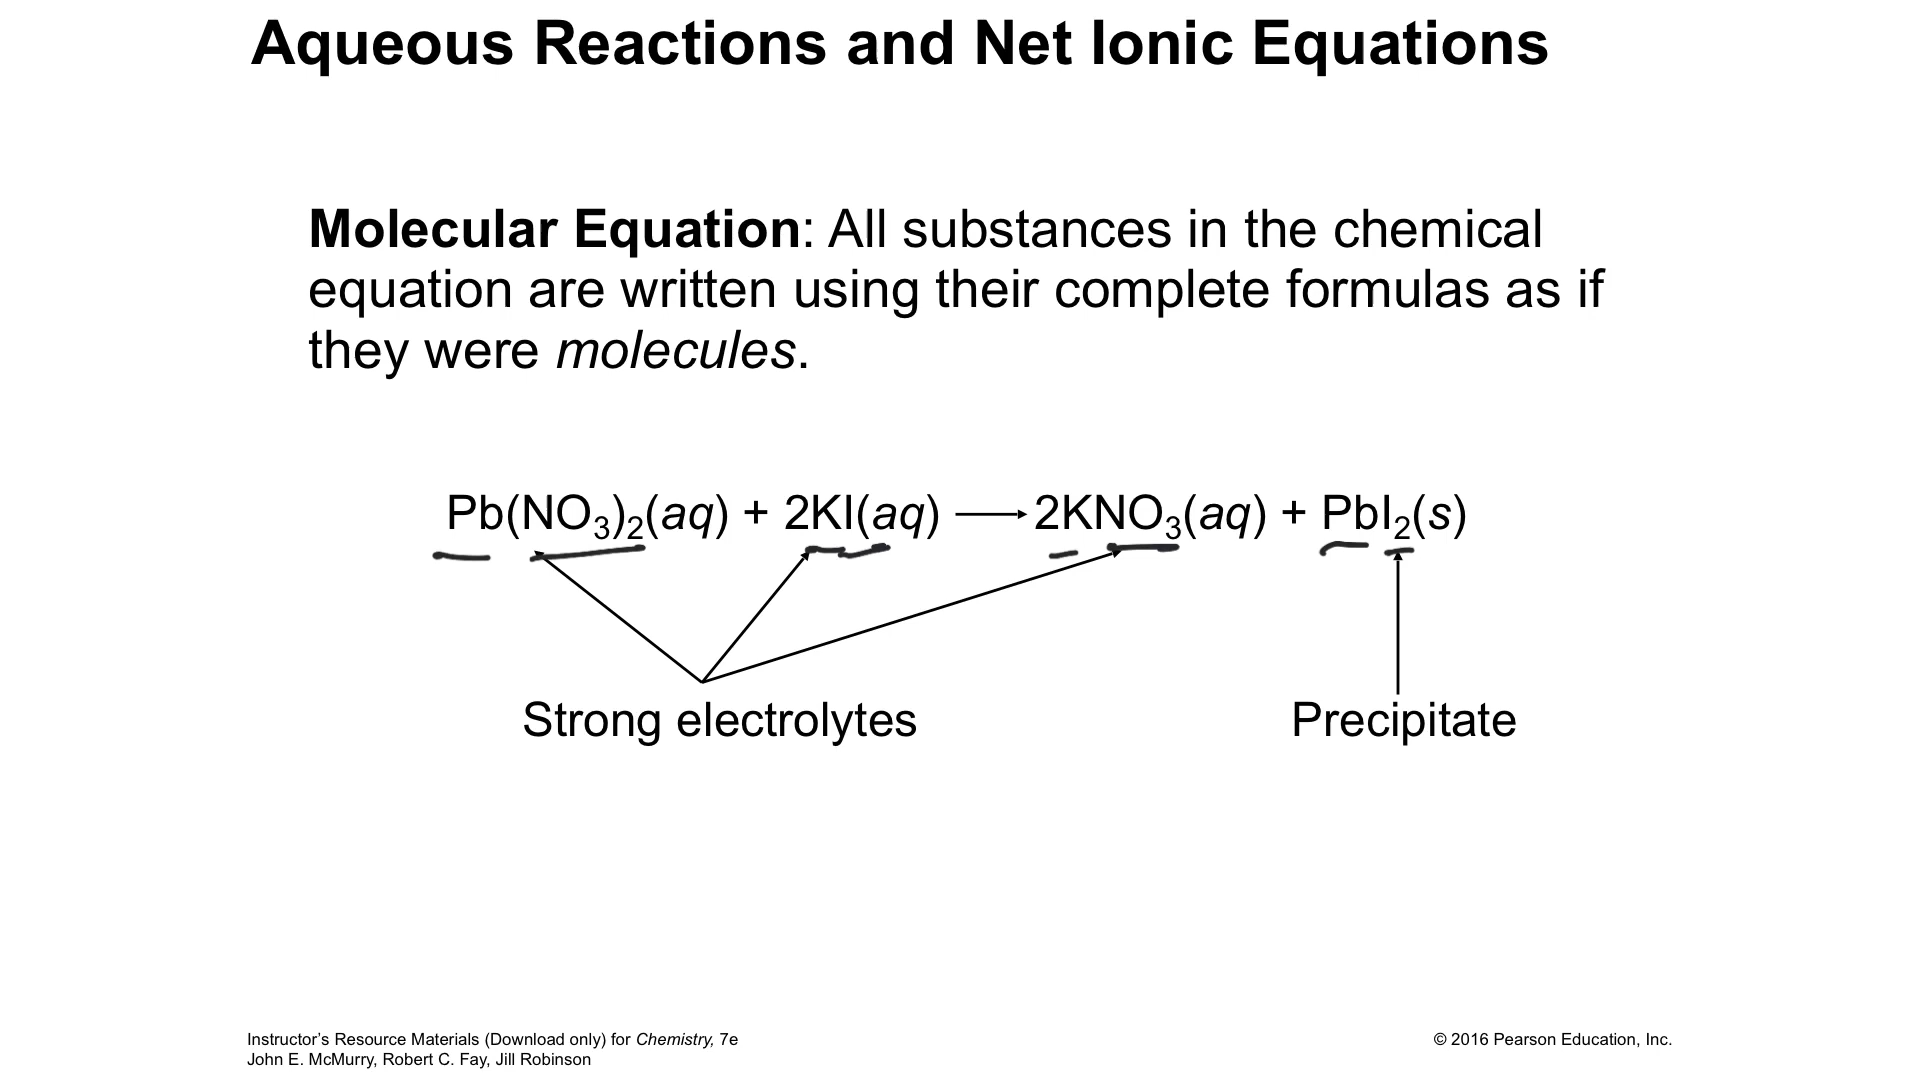 Aqueous Reactions and Net Ionic Equations
Molecular Equation: All substances in the chemical
equation are written using their complete formulas as if
they were molecules.
Pb(NO₃)₂(aq) + 2KI(aq) ⟶ 2KNO₃(aq) + PbI₂(s)
Strong electrolytes
Precipitate
Instructor’s Resource Materials (Download only) for Chemistry, 7e
John E. McMurry, Robert C. Fay, Jill Robinson
© 2016 Pearson Education, Inc.